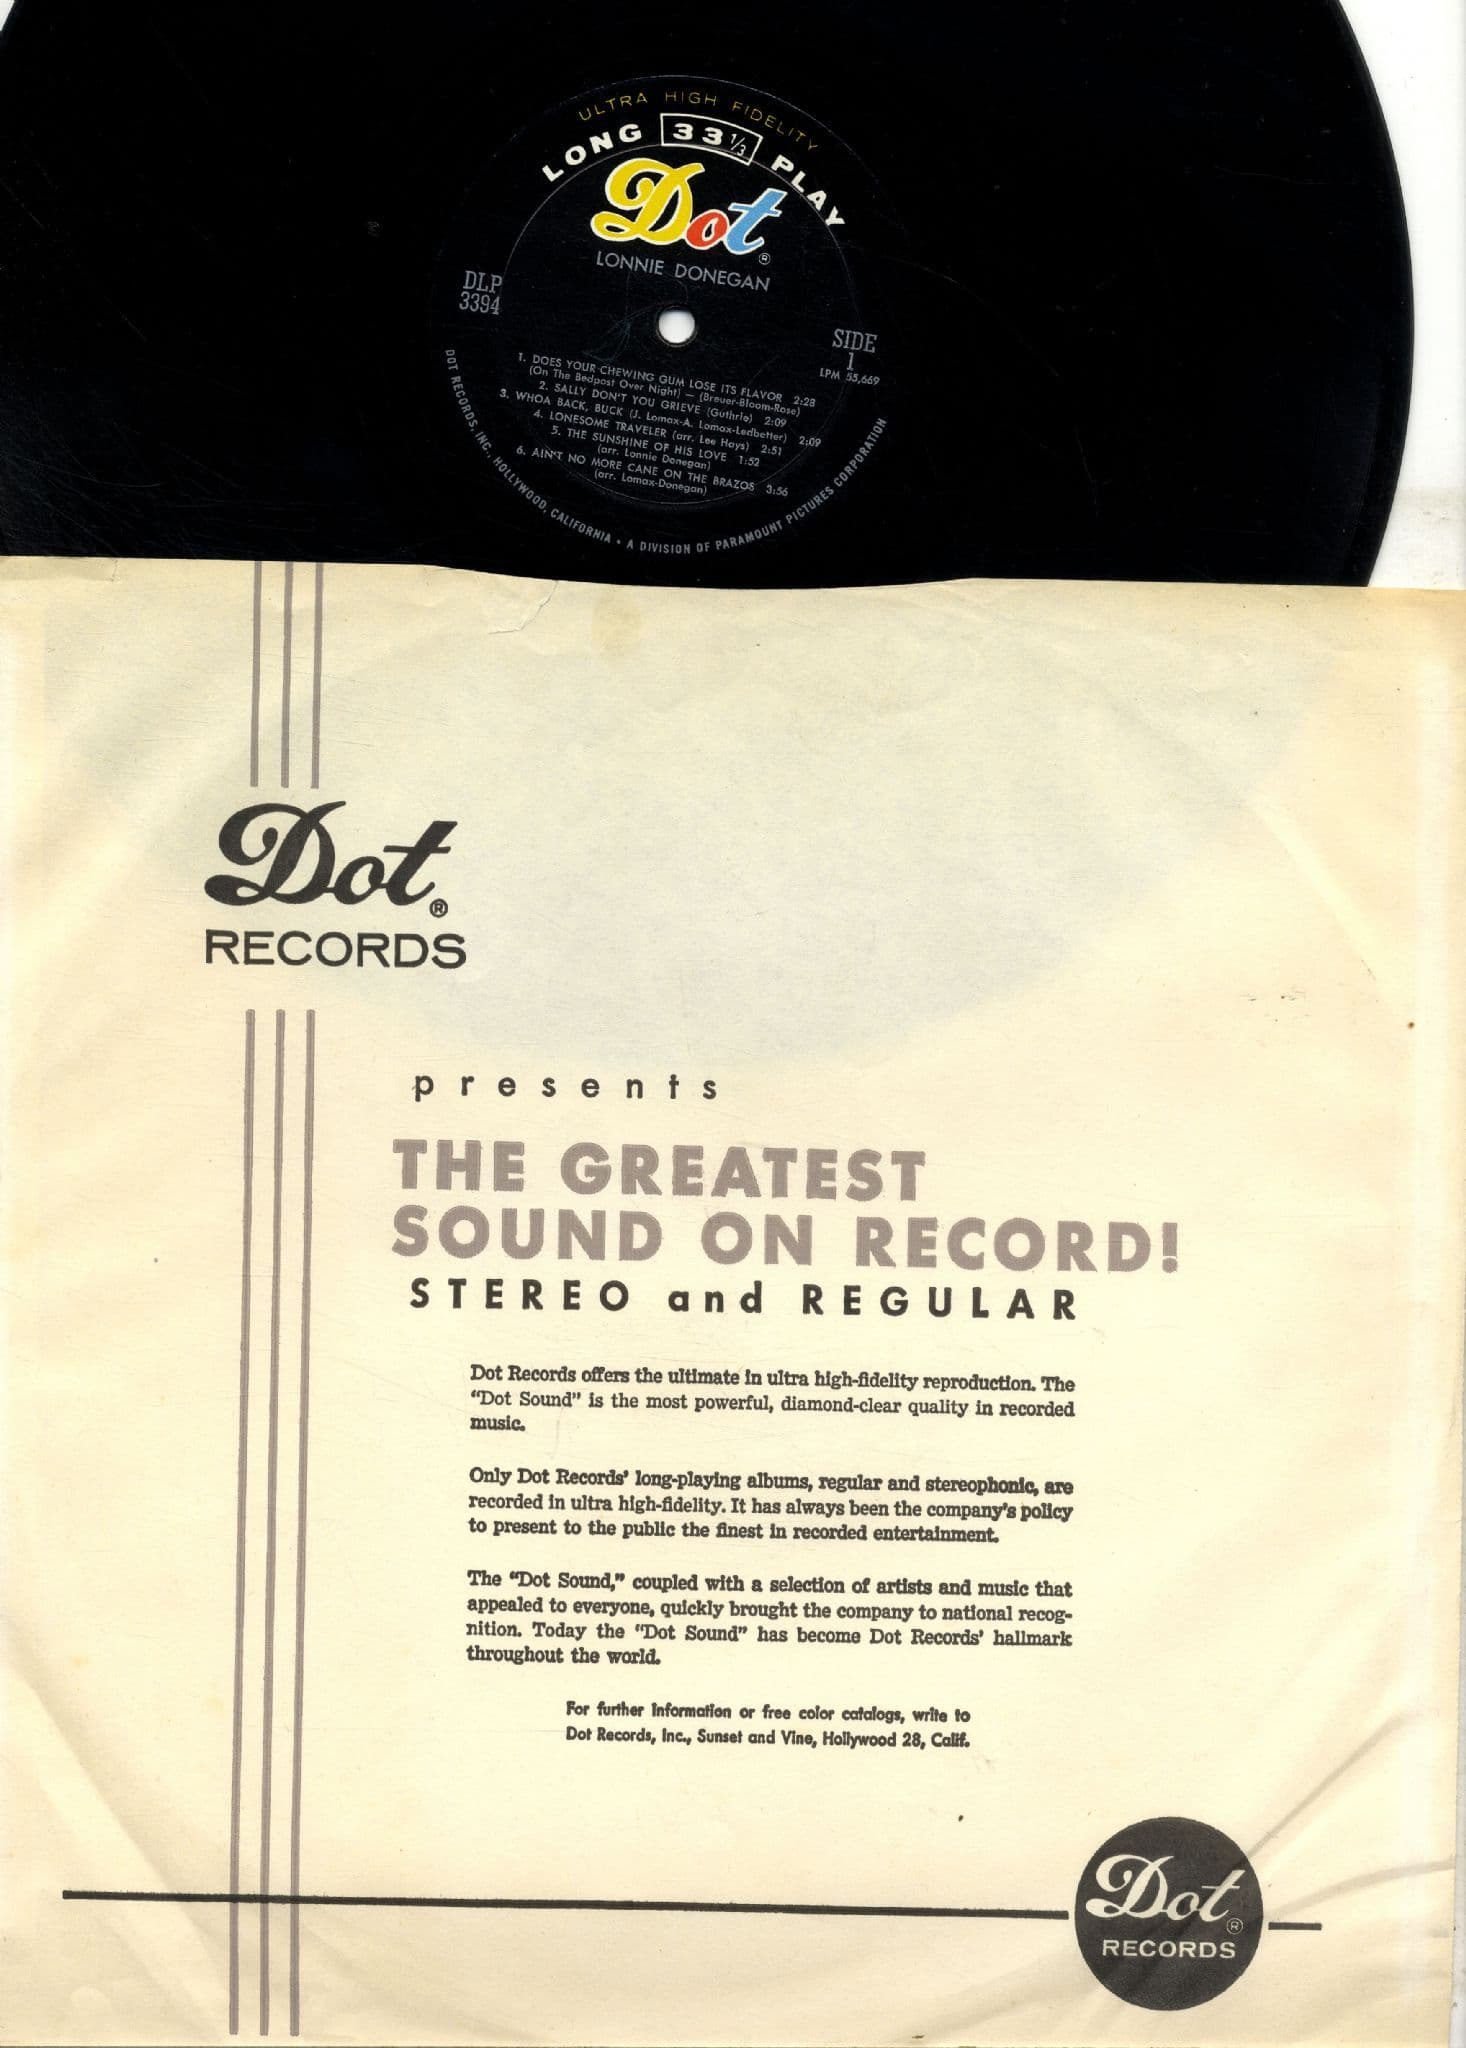 ULTRA HIGH FIDELITY
LONG 33 1/3 PLAY
Dot®
LONNIE DONEGAN
DLP
3394
SIDE
1
LPM 55,669
1. DOES YOUR CHEWING GUM LOSE ITS FLAVOR 2:28
(On The Bedpost Over Night) – (Breuer-Bloom-Rose)
2. SALLY DON'T YOU GRIEVE (Guthrie) 2:09
3. WHOA BACK, BUCK (J. Lomax-A. Lomax-Ledbetter) 2:09
4. LONESOME TRAVELER (arr. Lee Hays) 2:51
5. THE SUNSHINE OF HIS LOVE 1:52
(arr. Lonnie Donegan)
6. AIN'T NO MORE CANE ON THE BRAZOS 3:56
(arr. Lomax-Donegan)
DOT RECORDS, INC., HOLLYWOOD, CALIFORNIA • A DIVISION OF PARAMOUNT PICTURES CORPORATION
Dot®
RECORDS
presents
THE GREATEST
SOUND ON RECORD!
STEREO and REGULAR
Dot Records offers the ultimate in ultra high-fidelity reproduction. The
"Dot Sound" is the most powerful, diamond-clear quality in recorded
music.
Only Dot Records' long-playing albums, regular and stereophonic, are
recorded in ultra high-fidelity. It has always been the company's policy
to present to the public the finest in recorded entertainment.
The "Dot Sound," coupled with a selection of artists and music that
appealed to everyone, quickly brought the company to national recog-
nition. Today the "Dot Sound" has become Dot Records' hallmark
throughout the world.
For further information or free color catalogs, write to
Dot Records, Inc., Sunset and Vine, Hollywood 28, Calif.
Dot®
RECORDS